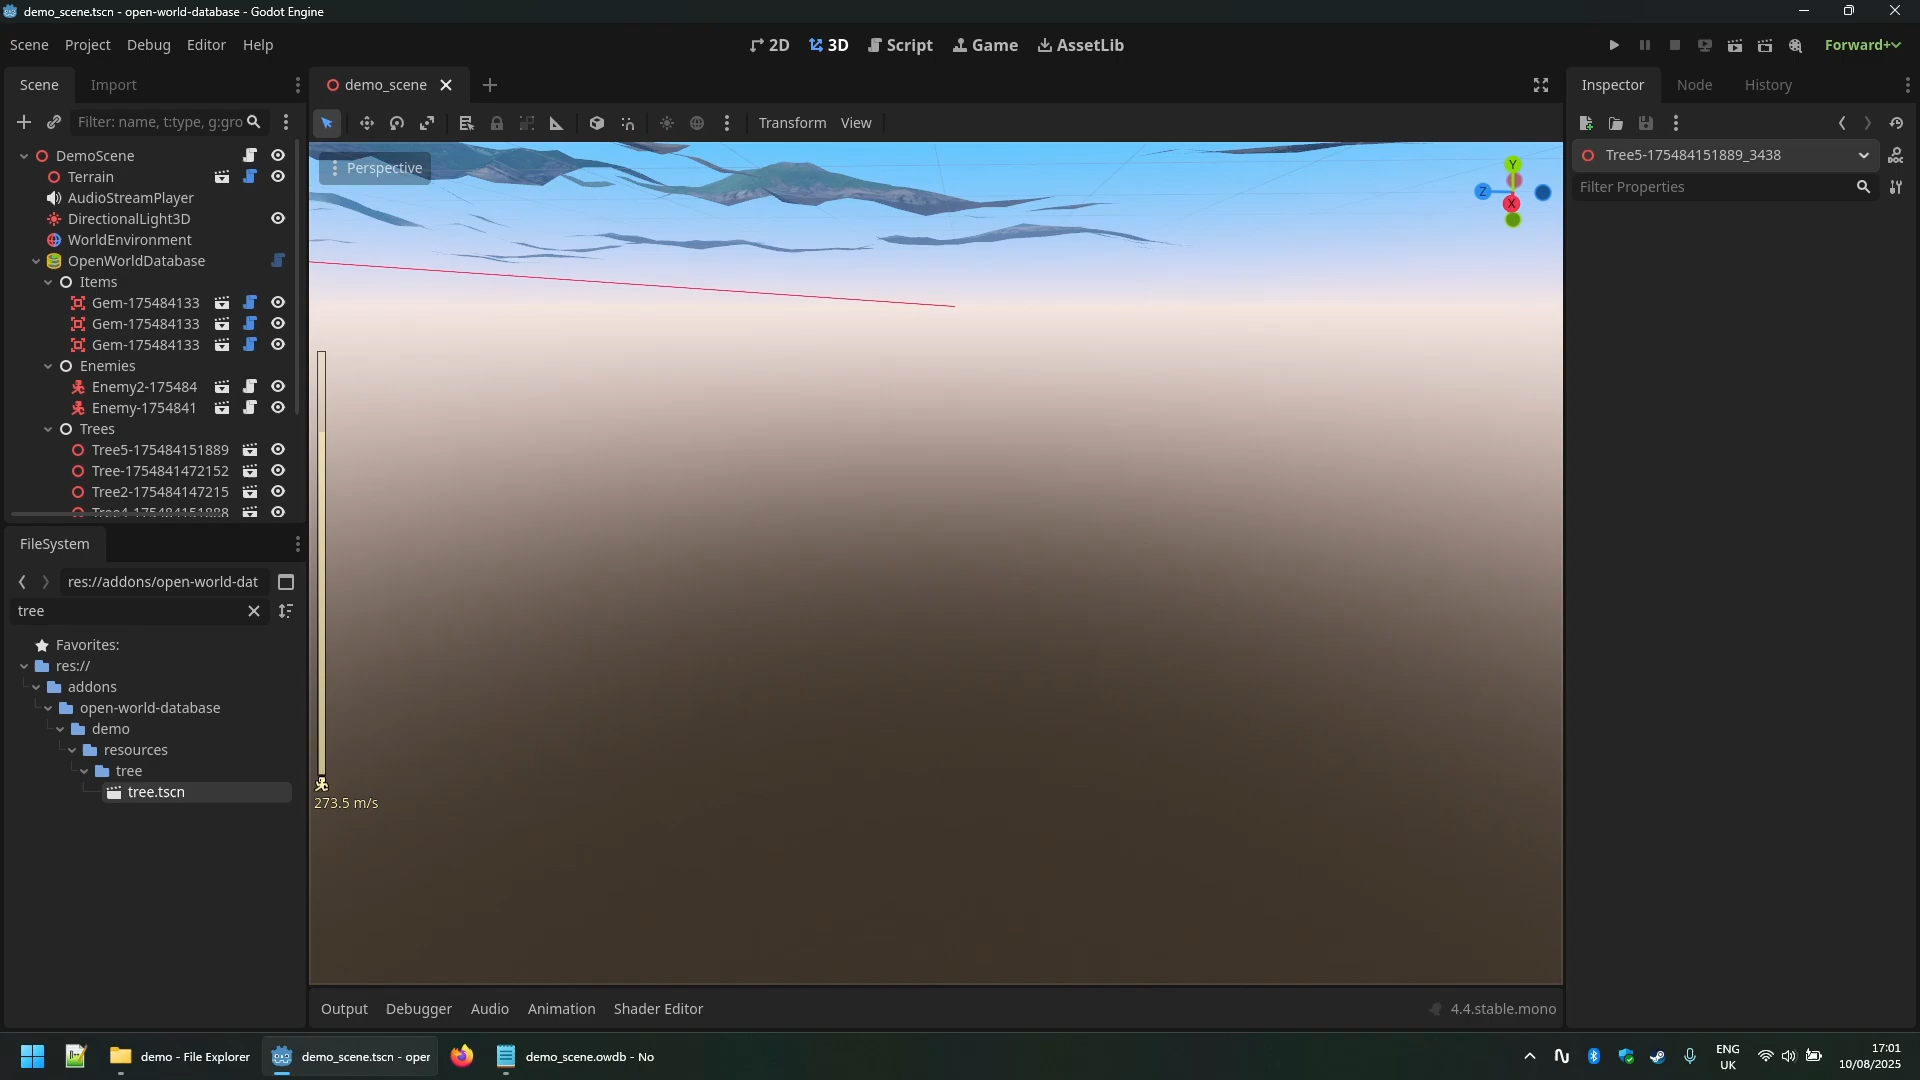 demo_scene.tscn - open-world-database - Godot Engine
Scene Project Debug Editor Help
2D 3D Script Game AssetLib
Forward+
Scene Import
demo_scene
Inspector Node History
Filter: name, t:type, g:gro
Transform View
Perspective
Y
Z
X
DemoScene
Terrain
AudioStreamPlayer
DirectionalLight3D
WorldEnvironment
OpenWorldDatabase
Items
Gem-175484133
Gem-175484133
Gem-175484133
Enemies
Enemy2-175484
Enemy-1754841
Trees
Tree5-175484151889
Tree-1754841472152
Tree2-175484147215
Tree4-175484151888
Tree5-175484151889_3438
DOC
Filter Properties
FileSystem
res://addons/open-world-dat
tree
Favorites:
res://
addons
open-world-database
demo
resources
tree
tree.tscn
273.5 m/s
Output Debugger Audio Animation Shader Editor
4.4.stable.mono
demo - File Explorer
demo_scene.tscn - oper
demo_scene.owdb - No
ENG
UK
17:01
10/08/2025